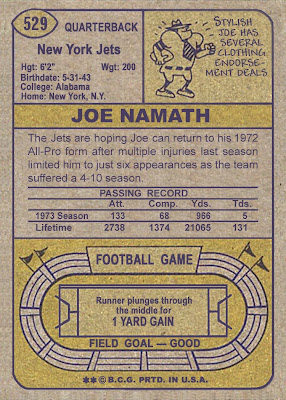 529
QUARTERBACK
New York Jets
Hgt: 6'2" Wgt: 200
Birthdate: 5-31-43
College: Alabama
Home: New York, N.Y.
STYLISH
JOE HAS
SEVERAL
CLOTHING
ENDORSE-
MENT DEALS
JOE NAMATH
The Jets are hoping Joe can return to his 1972
All-Pro form after multiple injuries last season
limited him to just six appearances as the team
suffered a 4-10 season.
PASSING RECORD
Att. Comp. Yds. Tds.
1973 Season 133 68 966 5
Lifetime 2738 1374 21065 131
FOOTBALL GAME
Runner plunges through
the middle for
1 YARD GAIN
FIELD GOAL — GOOD
** © B.C.G. PRTD. IN U.S.A.